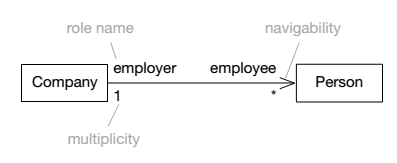 role name
navigability
employer
employee
Company
Person
1
*
multiplicity